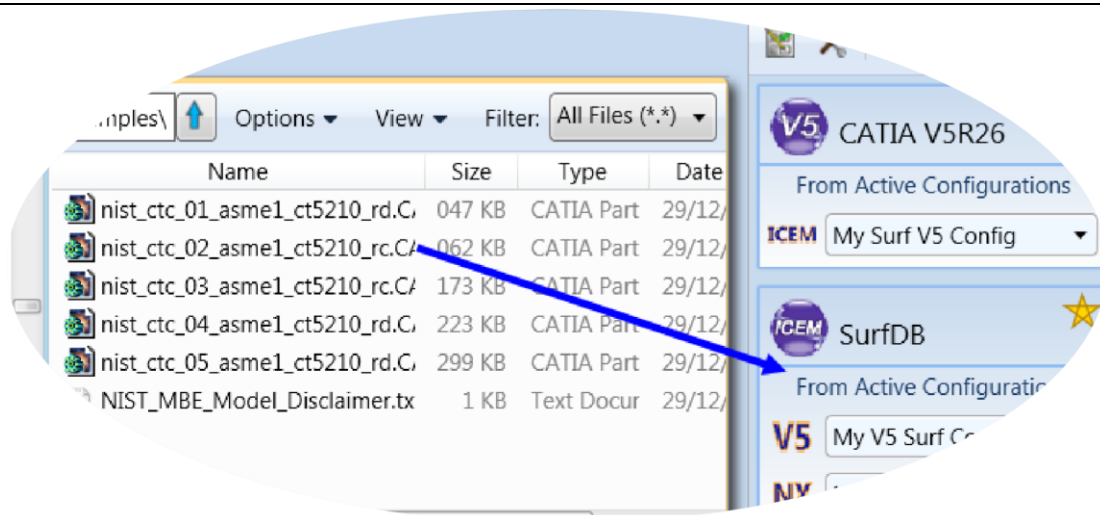 mples\ Options View Filter: All Files (*.*)
Name Size Type Date
nist_ctc_01_asme1_ct5210_rd.C 047 KB CATIA Part 29/12/
nist_ctc_02_asme1_ct5210_rc.CA 062 KB CATIA Part 29/12/
nist_ctc_03_asme1_ct5210_rc.CA 173 KB CATIA Part 29/12/
nist_ctc_04_asme1_ct5210_rd.C 223 KB CATIA Part 29/12/
nist_ctc_05_asme1_ct5210_rd.CA 299 KB CATIA Part 29/12/
NIST_MBE_Model_Disclaimer.tx 1 KB Text Docur 29/12/
V5 CATIA V5R26
From Active Configurations
ICEM My Surf V5 Config
ICEM SurfDB
From Active Configuratio
V5 My V5 Surf Co
NX